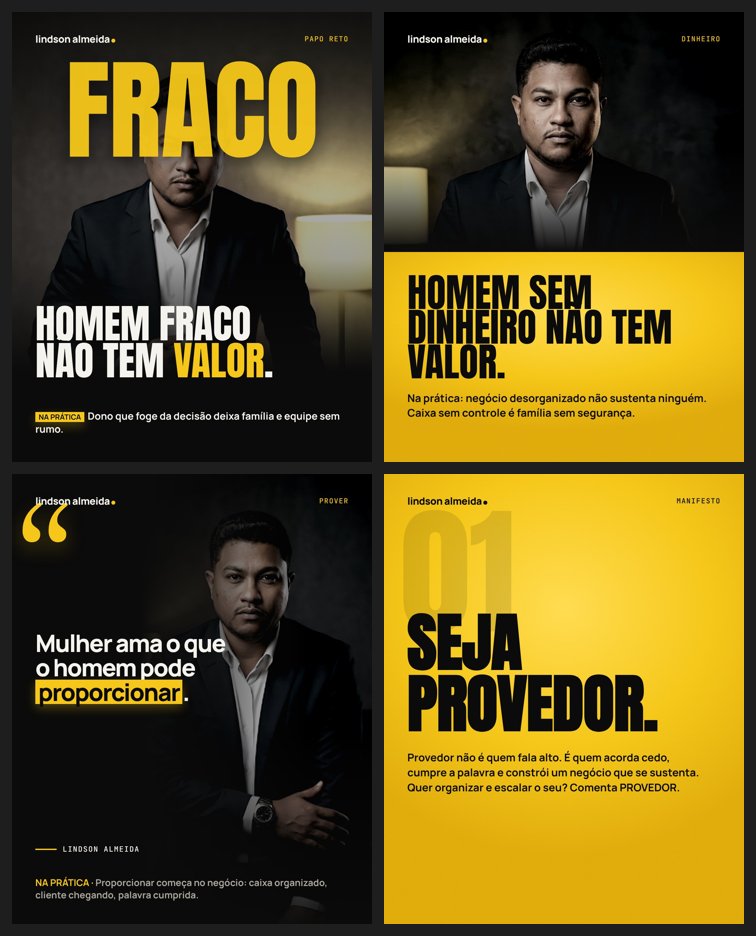 lindson almeida
PAPO RETO
FRACO
HOMEM FRACO
NÃO TEM VALOR.
NA PRÁTICA Dono que foge da decisão deixa família e equipe sem
rumo.
lindson almeida
DINHEIRO
HOMEM SEM
DINHEIRO NÃO TEM
VALOR.
Na prática: negócio desorganizado não sustenta ninguém.
Caixa sem controle é família sem segurança.
lindson almeida
PROVER
“
Mulher ama o que
o homem pode
proporcionar.
LINDSON ALMEIDA
NA PRÁTICA · Proporcionar começa no negócio: caixa organizado,
cliente chegando, palavra cumprida.
lindson almeida
MANIFESTO
01
SEJA
PROVEDOR.
Provedor não é quem fala alto. É quem acorda cedo,
cumpre a palavra e constrói um negócio que se sustenta.
Quer organizar e escalar o seu? Comenta PROVEDOR.